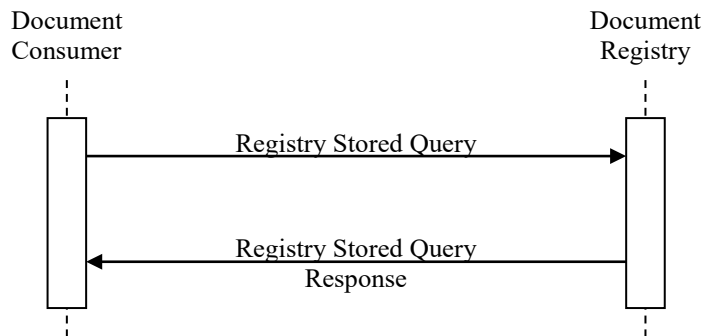 Document
Consumer
Document
Registry
Registry Stored Query
Registry Stored Query
Response